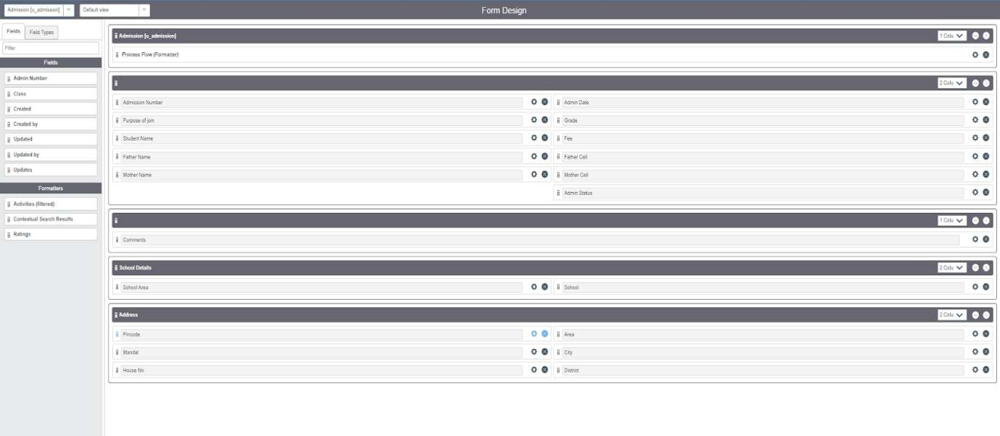 Admission [u_admission] Default view Form Design
Fields Field Types
Filter
Fields
Admin Number
Class
Created
Created by
Updated
Updated by
Updates
Formatters
Activities (filtered)
Contextual Search Results
Ratings
Admission [u_admission] 1 Colu
Process Flow (Formatter)
2 Colu
Admission Number Admin Date
Purpose of join Grade
Student Name Fee
Father Name Father Cell
Mother Name Mother Cell
Admin Status
1 Colu
Comments
School Details 2 Colu
School Area School
Address 2 Colu
Pincode Area
Mandal City
House No District